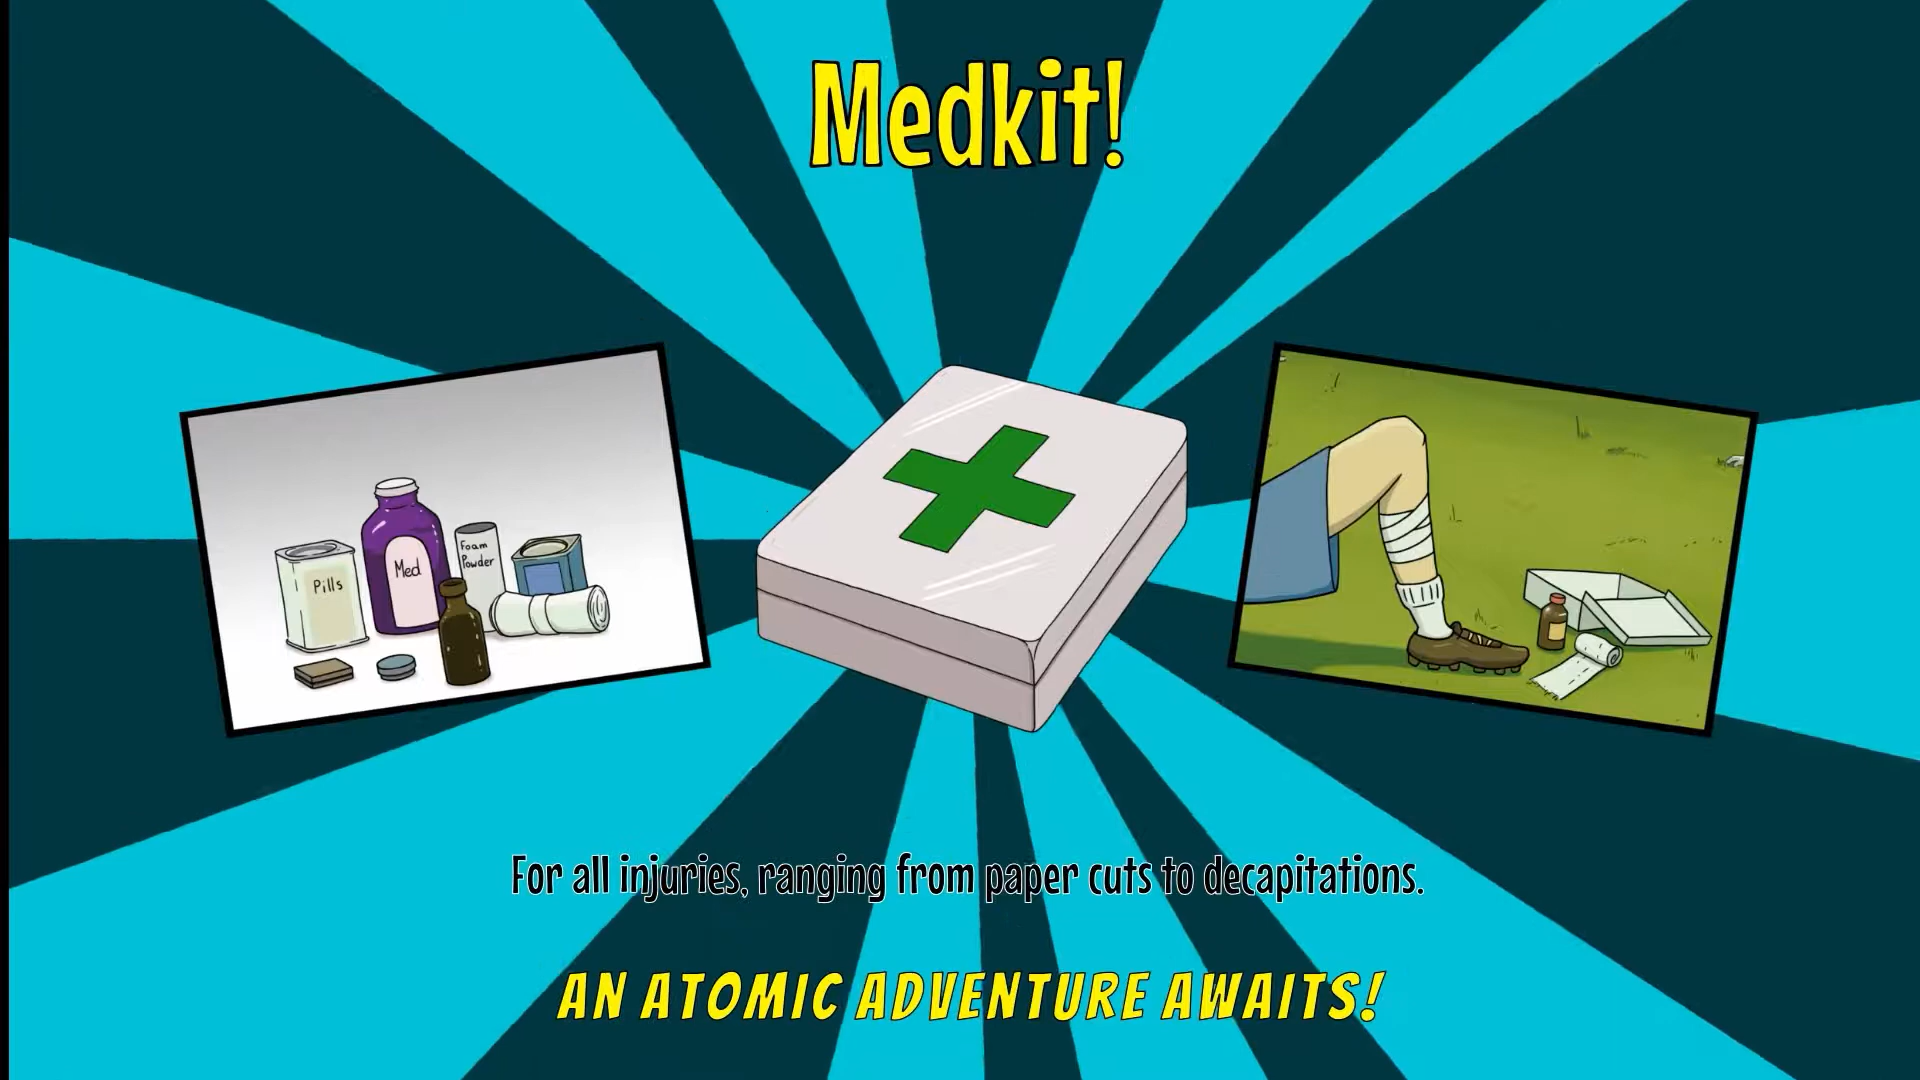 Medkit!
Pills
Med
Foam
Powder
For all injuries, ranging from paper cuts to decapitations.
AN ATOMIC ADVENTURE AWAITS!